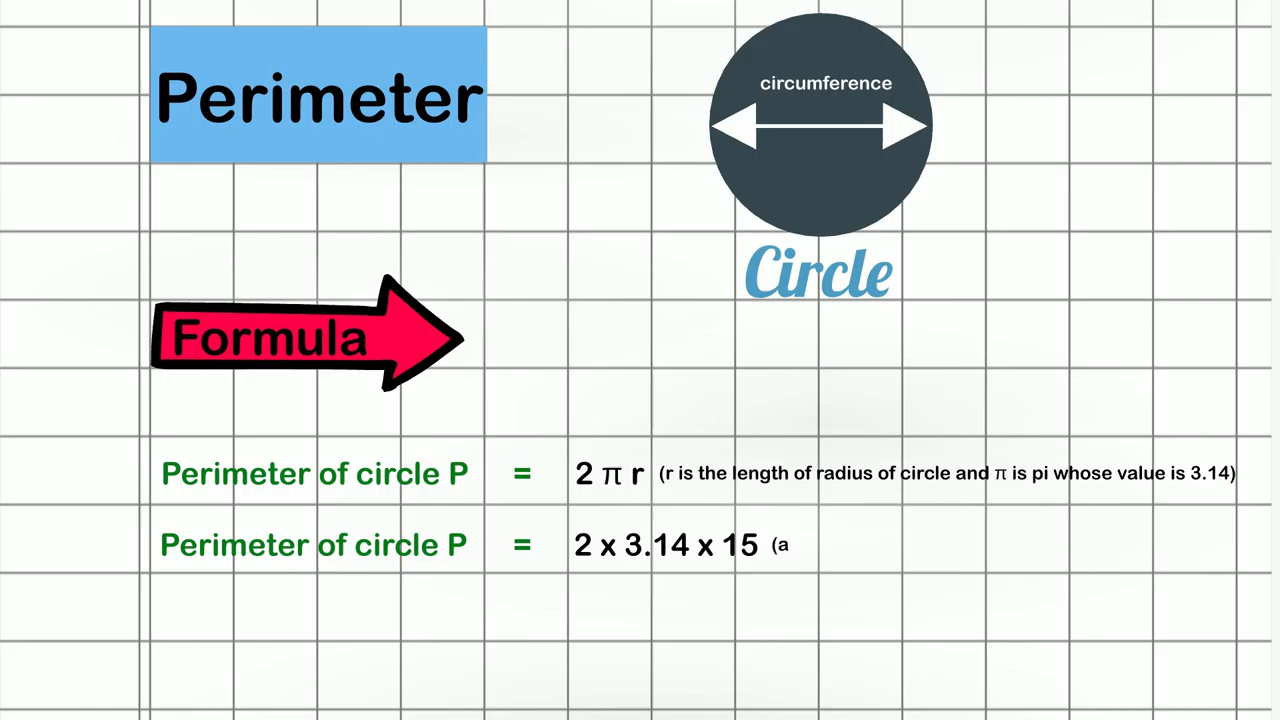 Perimeter
circumference
Circle
Formula
Perimeter of circle P = 2 π r (r is the length of radius of circle and π is pi whose value is 3.14)
Perimeter of circle P = 2 x 3.14 x 15 (a